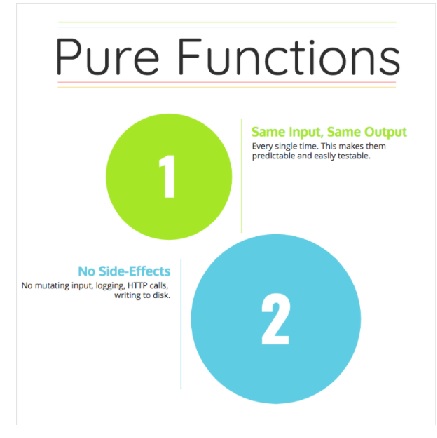 Pure Functions
1
Same Input, Same Output
Every single time. This makes them
predictable and easily testable.
No Side-Effects
No mutating input, logging, HTTP calls,
writing to disk.
2